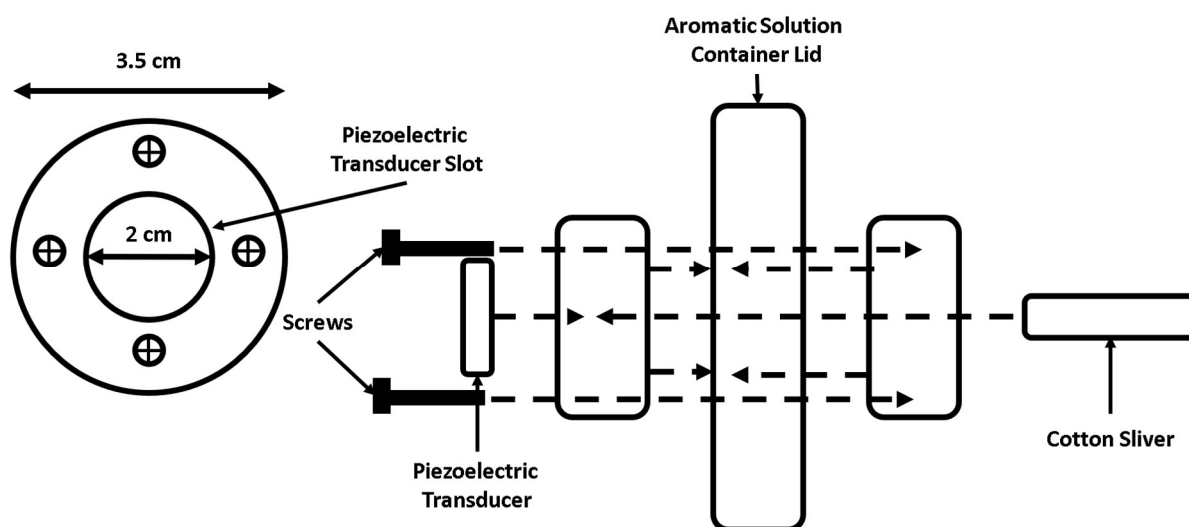 3.5 cm
Piezoelectric
Transducer Slot
2 cm
Screws
Piezoelectric
Transducer
Aromatic Solution
Container Lid
Cotton Sliver